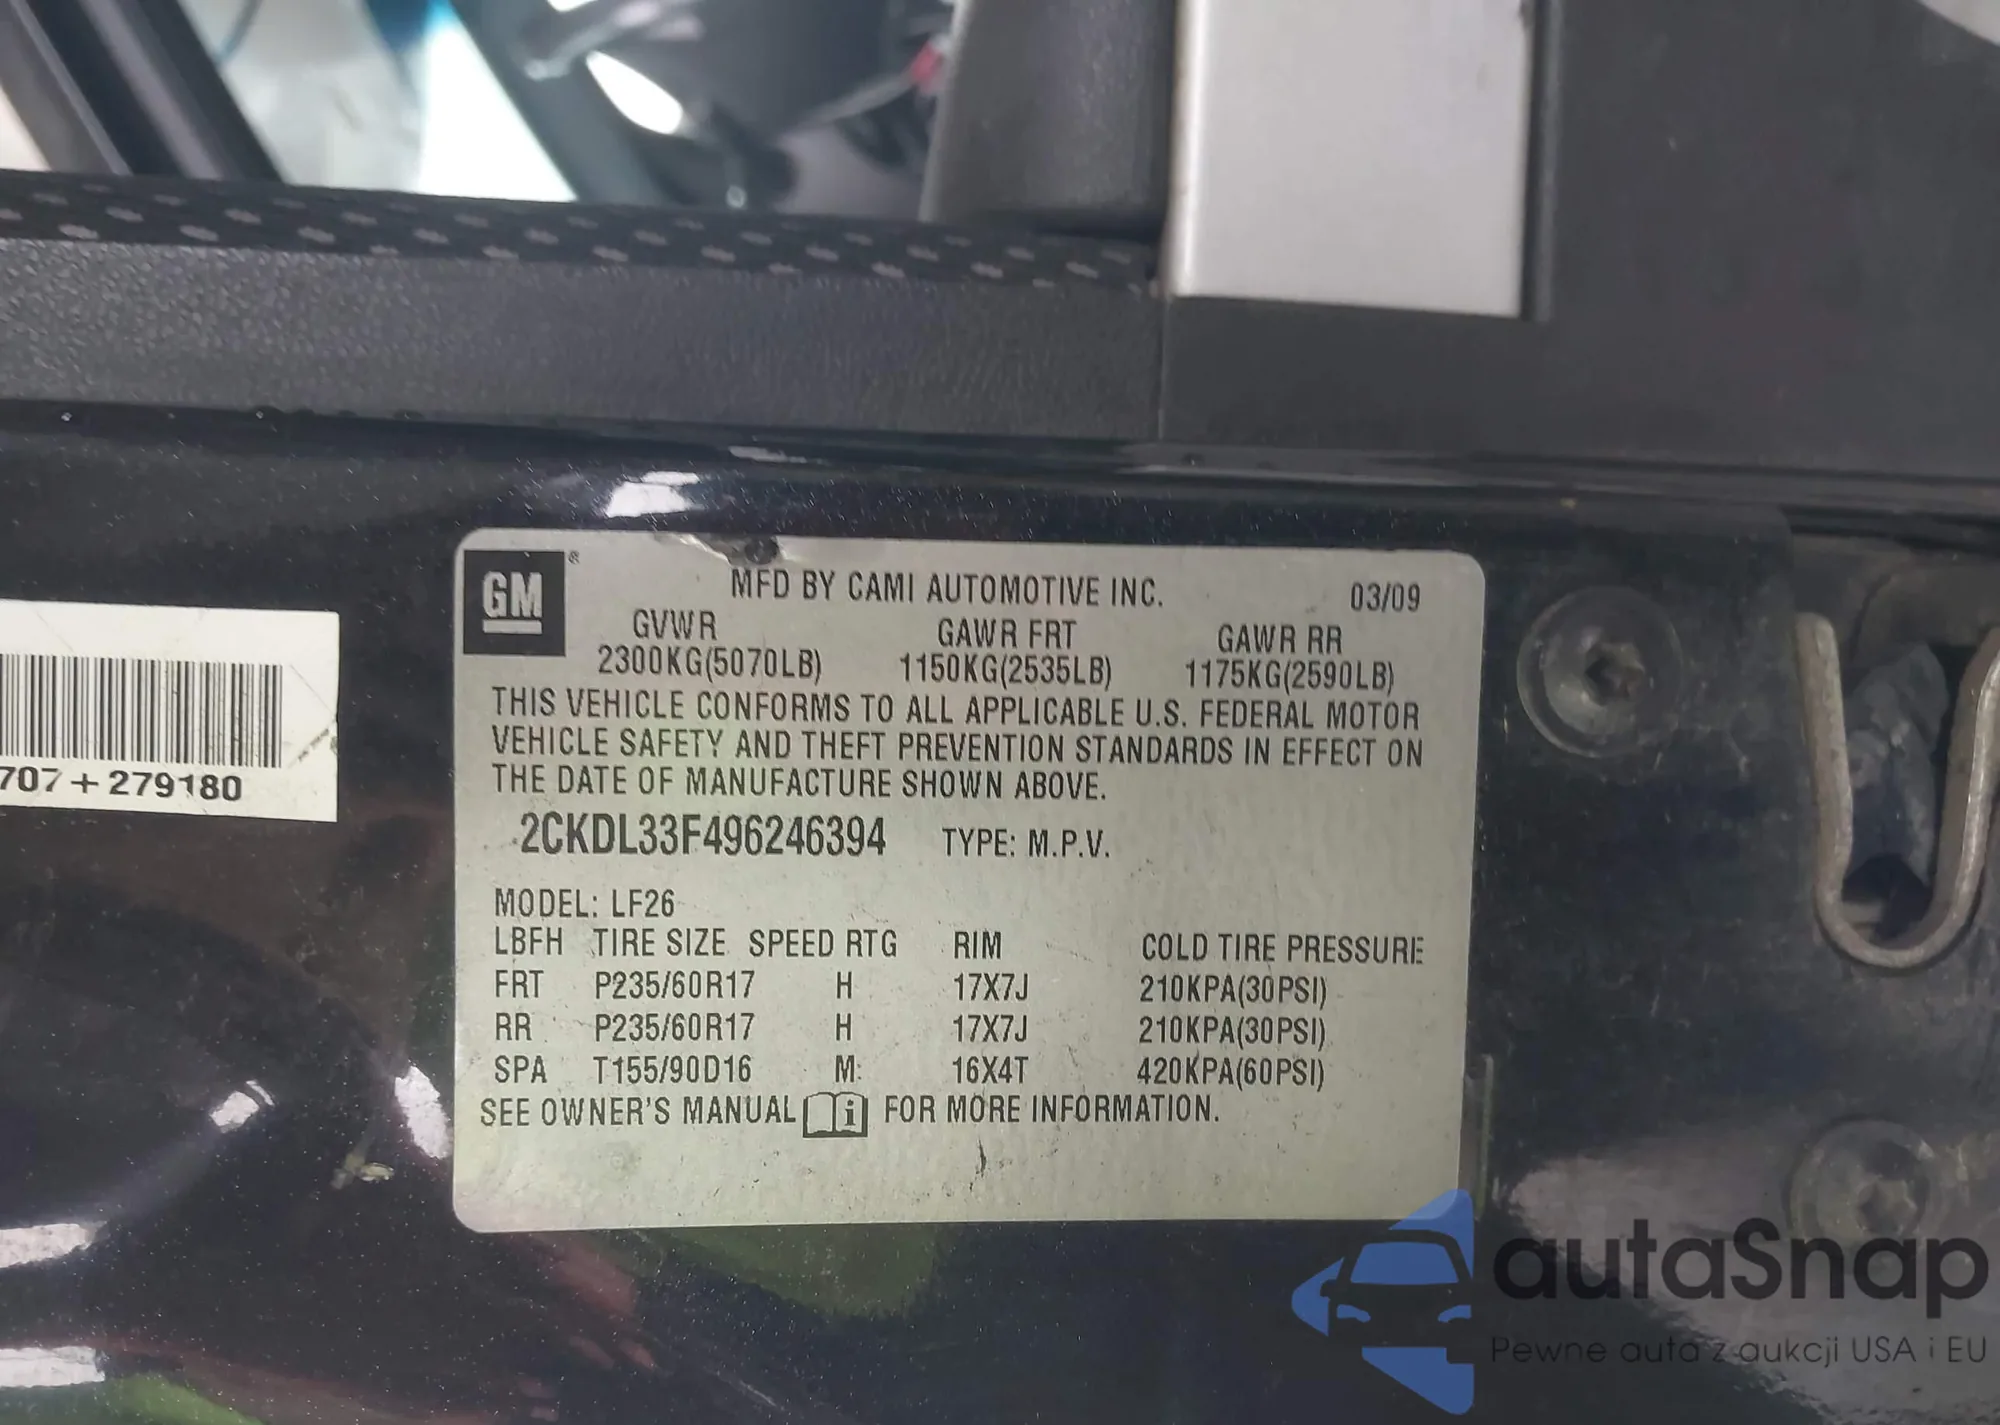 GM ®
MFD BY CAMI AUTOMOTIVE INC. 03/09
GVWR GAWR FRT GAWR RR
2300KG(5070LB) 1150KG(2535LB) 1175KG(2590LB)
THIS VEHICLE CONFORMS TO ALL APPLICABLE U.S. FEDERAL MOTOR
VEHICLE SAFETY AND THEFT PREVENTION STANDARDS IN EFFECT ON
THE DATE OF MANUFACTURE SHOWN ABOVE.
2CKDL33F496246394 TYPE: M.P.V.
MODEL: LF26
LBFH TIRE SIZE SPEED RTG RIM COLD TIRE PRESSURE
FRT P235/60R17 H 17X7J 210KPA(30PSI)
RR P235/60R17 H 17X7J 210KPA(30PSI)
SPA T155/90D16 M 16X4T 420KPA(60PSI)
SEE OWNER'S MANUAL i FOR MORE INFORMATION.
707+279180
autaSnap
Pewne auta z aukcji USA i EU